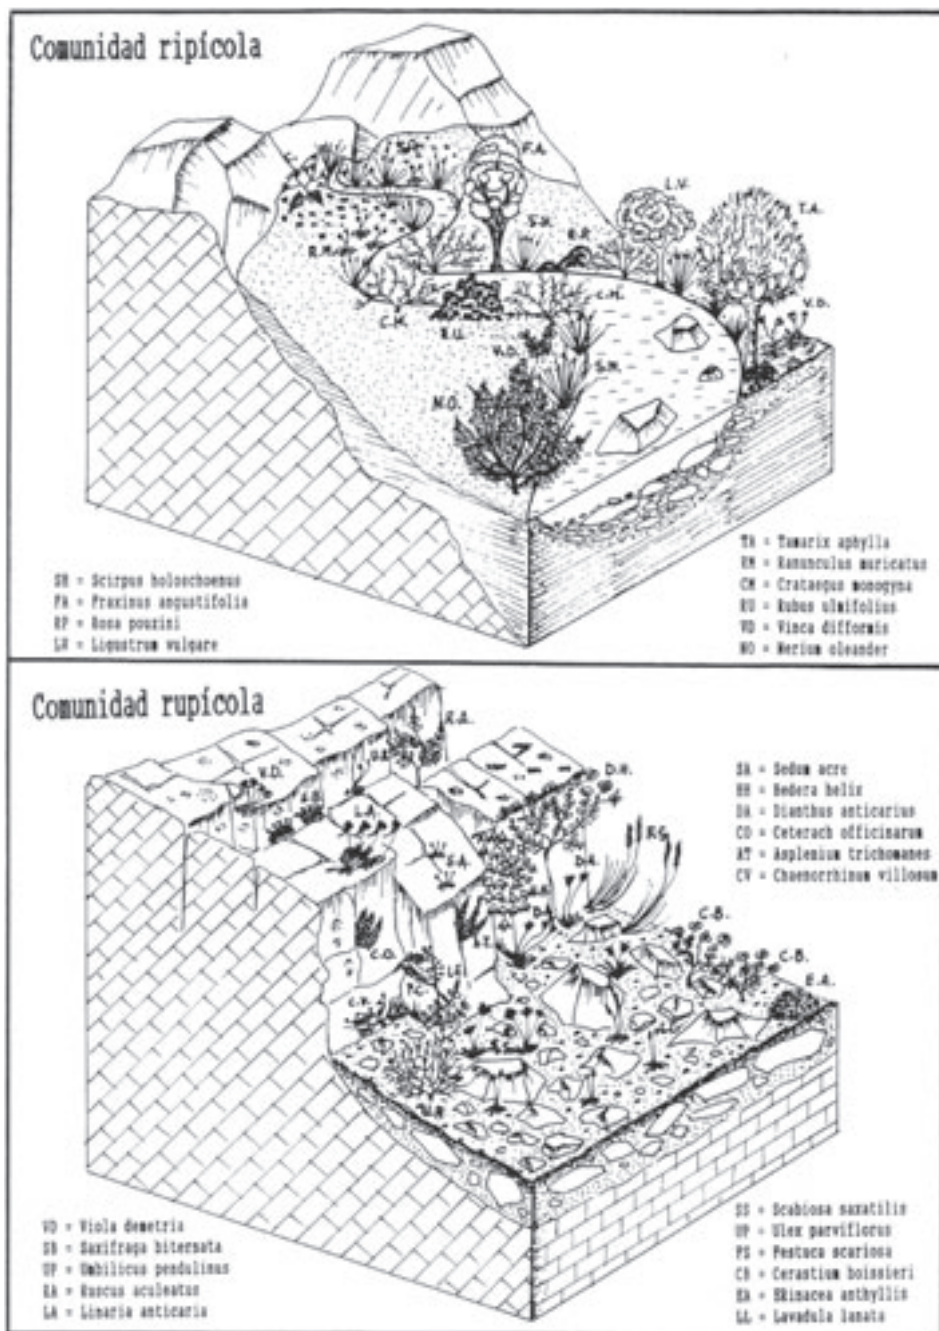 Comunidad ripícola
F.A.
L.V.
T.A.
S.H.
R.P.
R.M.
V.D.
C.M.
C.M.
R.U.
V.D.
S.H.
N.O.
SH = Scirpus holoschoenus
FA = Fraxinus angustifolia
RP = Rosa pouzini
LV = Ligustrum vulgare
TA = Tamarix aphylla
RM = Ranunculus muricatus
CM = Crataegus monogyna
RU = Rubus ulmifolius
VD = Vinca difformis
NO = Nerium oleander
Comunidad rupícola
V.D.
S.B.
L.A.
S.A.
D.A.
C.B.
C.B.
E.A.
C.O.
C.V.
SA = Sedum acre
HH = Hedera helix
DA = Dianthus anticarius
CO = Ceterach officinarum
AT = Asplenium trichomanes
CV = Chaenorrhinum villosum
VD = Viola demetria
SB = Saxifraga biternata
UP = Umbilicus pendulinus
RA = Ruscus aculeatus
LA = Linaria anticaria
SS = Scabiosa saxatilis
UP = Ulex parviflorus
FS = Festuca scariosa
CB = Cerastium boissieri
EA = Erinacea anthyllis
LL = Lavadula lanata